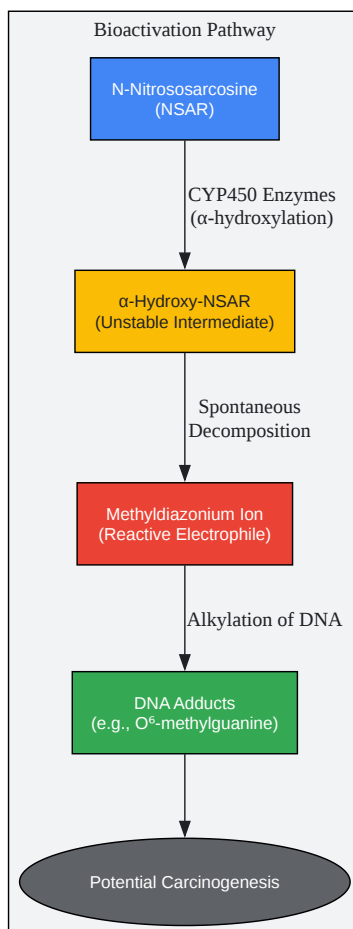 Bioactivation Pathway
N-Nitrososarcosine
(NSAR)
CYP450 Enzymes
(α-hydroxylation)
α-Hydroxy-NSAR
(Unstable Intermediate)
Spontaneous
Decomposition
Methyldiazonium Ion
(Reactive Electrophile)
Alkylation of DNA
DNA Adducts
(e.g., O⁶-methylguanine)
Potential Carcinogenesis